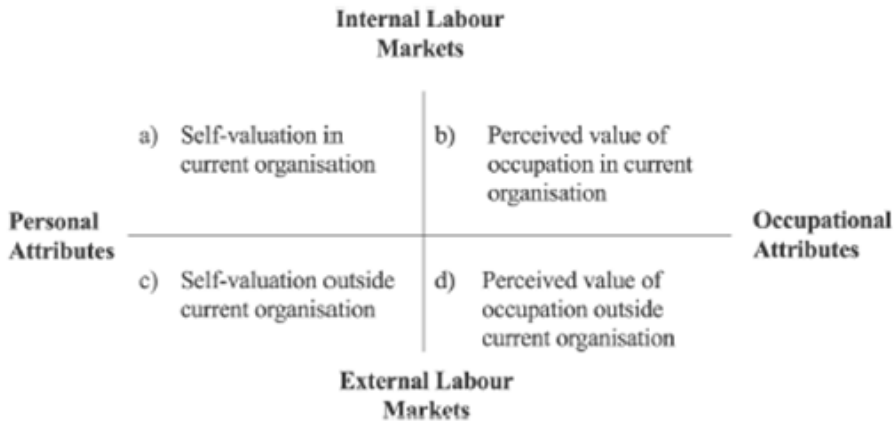 Internal Labour
Markets
a) Self-valuation in
current organisation
b) Perceived value of
occupation in current
organisation
Personal
Attributes
Occupational
Attributes
c) Self-valuation outside
current organisation
d) Perceived value of
occupation outside
current organisation
External Labour
Markets